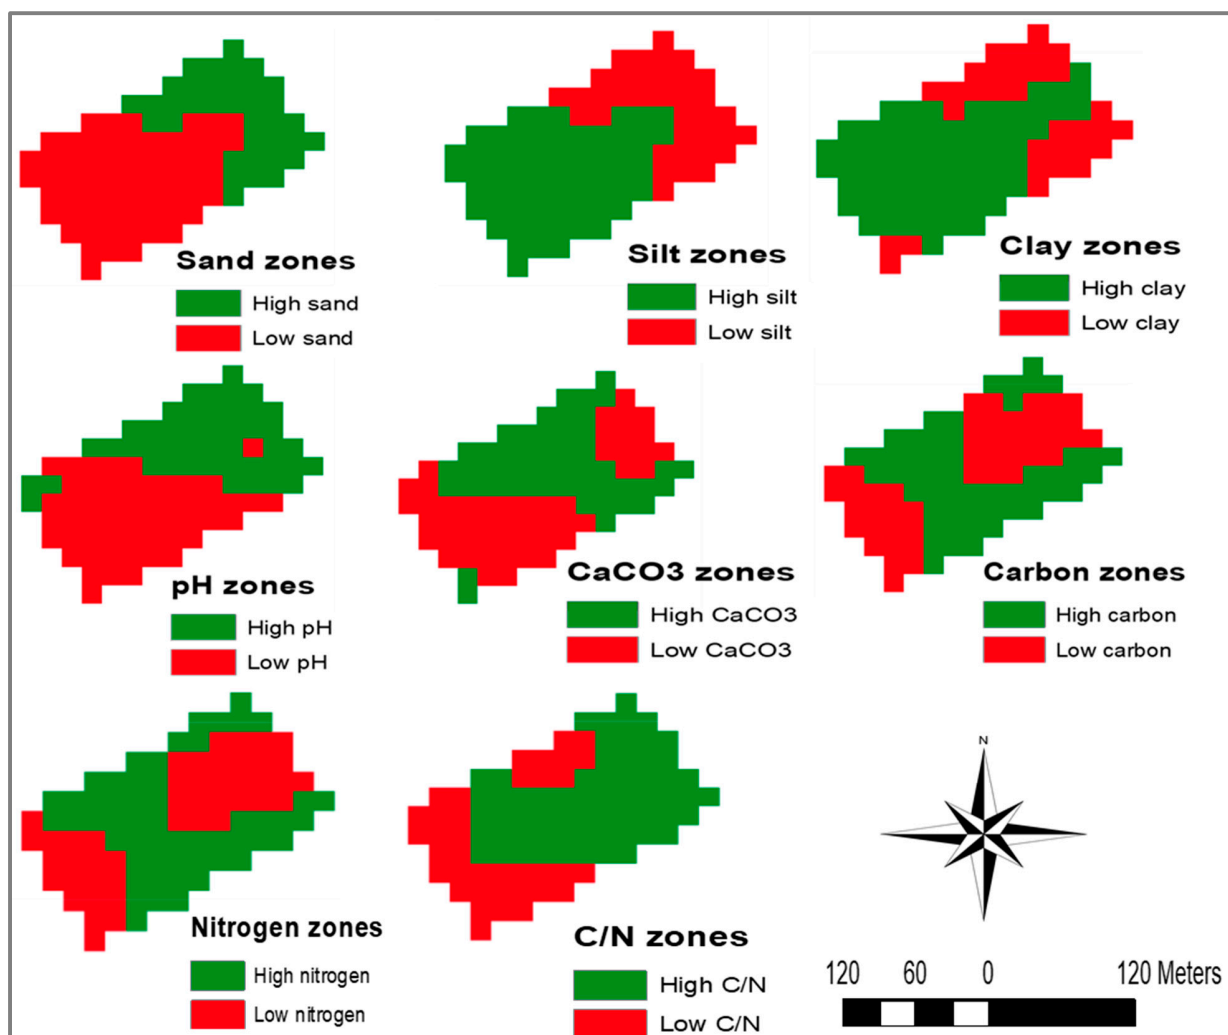 Sand zones
High sand
Low sand
Silt zones
High silt
Low silt
Clay zones
High clay
Low clay
pH zones
High pH
Low pH
CaCO3 zones
High CaCO3
Low CaCO3
Carbon zones
High carbon
Low carbon
Nitrogen zones
High nitrogen
Low nitrogen
C/N zones
High C/N
Low C/N
N
120 60 0 120 Meters